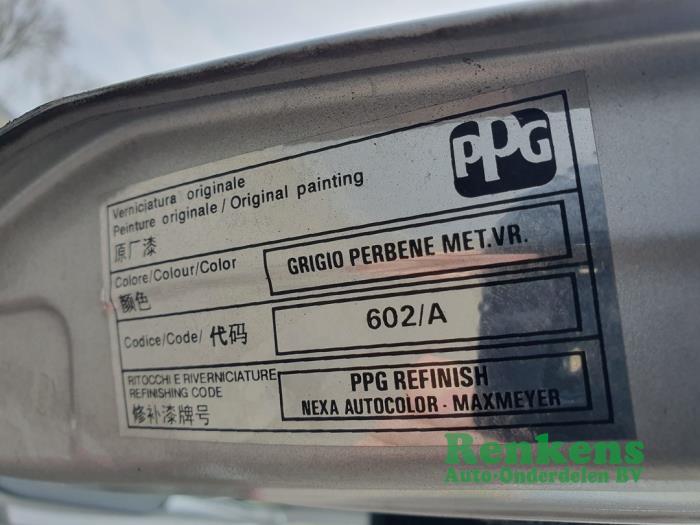 PPG
Verniciatura originale
Peinture originale / Original painting
原厂漆
Colore/Colour/Color
颜色
GRIGIO PERBENE MET.VR.
Codice/Code/ 代码
602/A
RITOCCHI E RIVERNICIATURE
REFINISHING CODE
修补漆牌号
PPG REFINISH
NEXA AUTOCOLOR - MAXMEYER
Renkens
Auto-Onderdelen BV